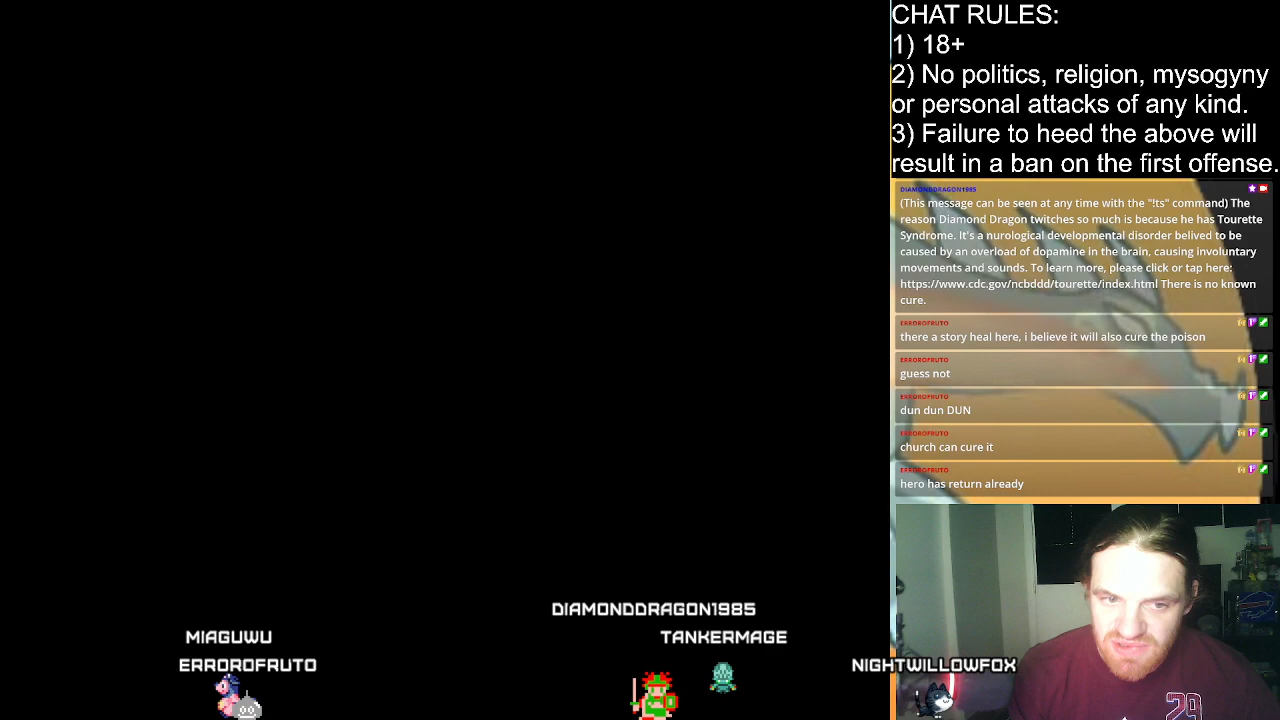 CHAT RULES:
1) 18+
2) No politics, religion, mysogyny
or personal attacks of any kind.
3) Failure to heed the above will
result in a ban on the first offense.
DIAMONDDRAGON1985
(This message can be seen at any time with the "!ts" command) The
reason Diamond Dragon twitches so much is because he has Tourette
Syndrome. It's a nurological developmental disorder belived to be
caused by an overload of dopamine in the brain, causing involuntary
movements and sounds. To learn more, please click or tap here:
https://www.cdc.gov/ncbddd/tourette/index.html There is no known
cure.
ERROROFRUTO
there a story heal here, i believe it will also cure the poison
ERROROFRUTO
guess not
ERROROFRUTO
dun dun DUN
ERROROFRUTO
church can cure it
ERROROFRUTO
hero has return already
DIAMONDDRAGON1985
MIAGUWU
TANKERMAGE
ERROROFRUTO
NIGHTWILLOWFOX
29